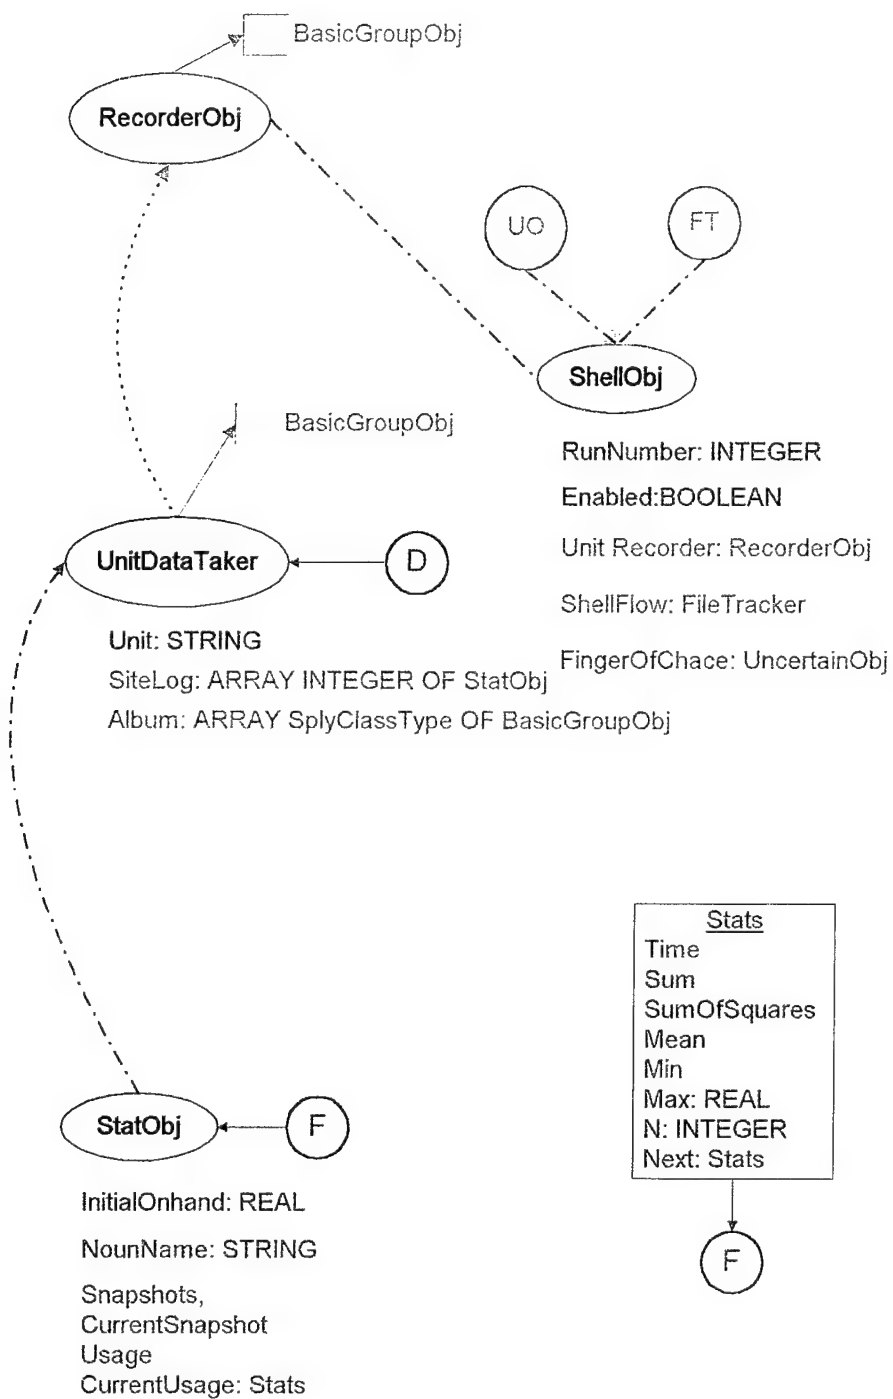 BasicGroupObj
RecorderObj
UO
FT
ShellObj
RunNumber: INTEGER
Enabled:BOOLEAN
Unit Recorder: RecorderObj
ShellFlow: FileTracker
FingerOfChace: UncertainObj
BasicGroupObj
UnitDataTaker
D
Unit: STRING
SiteLog: ARRAY INTEGER OF StatObj
Album: ARRAY SplyClassType OF BasicGroupObj
StatObj
F
InitialOnhand: REAL
NounName: STRING
Snapshots,
CurrentSnapshot
Usage
CurrentUsage: Stats
Stats
Time
Sum
SumOfSquares
Mean
Min
Max: REAL
N: INTEGER
Next: Stats
F